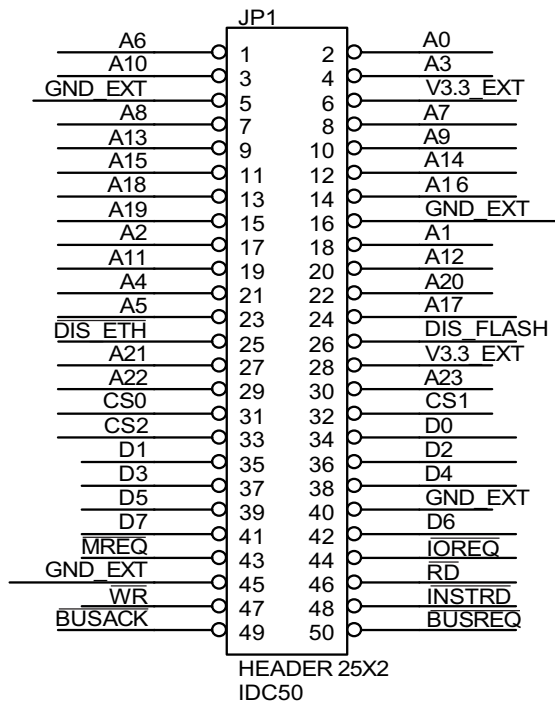 JP1
A6 1 2 A0
A10 3 4 A3
GND_EXT 5 6 V3.3_EXT
A8 7 8 A7
A13 9 10 A9
A15 11 12 A14
A18 13 14 A16
A19 15 16 GND_EXT
A2 17 18 A1
A11 19 20 A12
A4 21 22 A20
A5 23 24 A17
DIS_ETH 25 26 DIS_FLASH
A21 27 28 V3.3_EXT
A22 29 30 A23
CS0 31 32 CS1
CS2 33 34 D0
D1 35 36 D2
D3 37 38 D4
D5 39 40 GND_EXT
D7 41 42 D6
MREQ 43 44 IOREQ
GND_EXT 45 46 RD
WR 47 48 INSTRD
BUSACK 49 50 BUSREQ
HEADER 25X2
IDC50